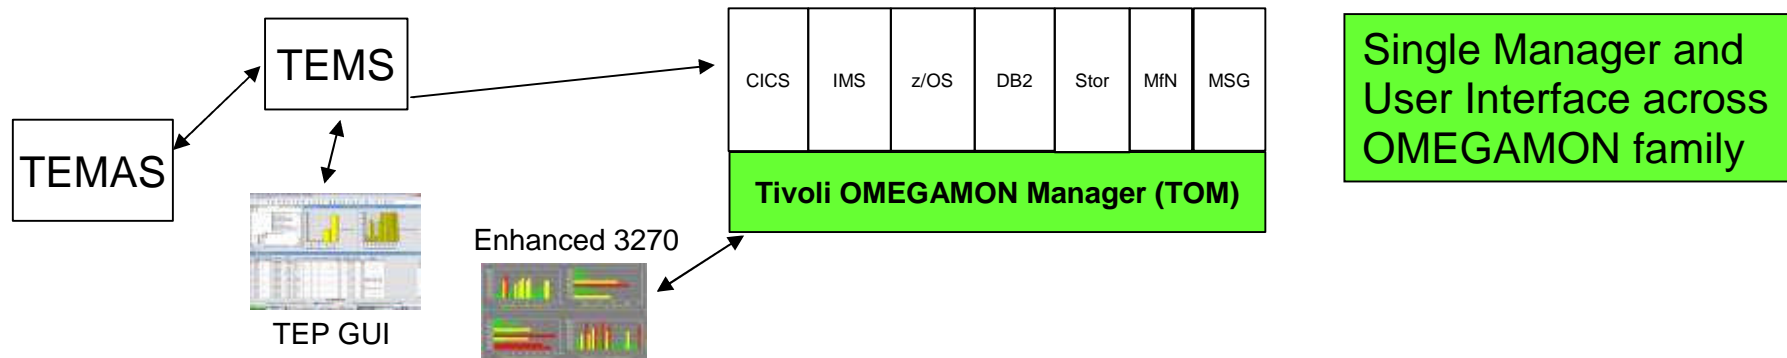 TEMAS
TEMS
TEP GUI
Enhanced 3270
CICS
IMS
z/OS
DB2
Stor
MfN
MSG
Tivoli OMEGAMON Manager (TOM)
Single Manager and
User Interface across
OMEGAMON family